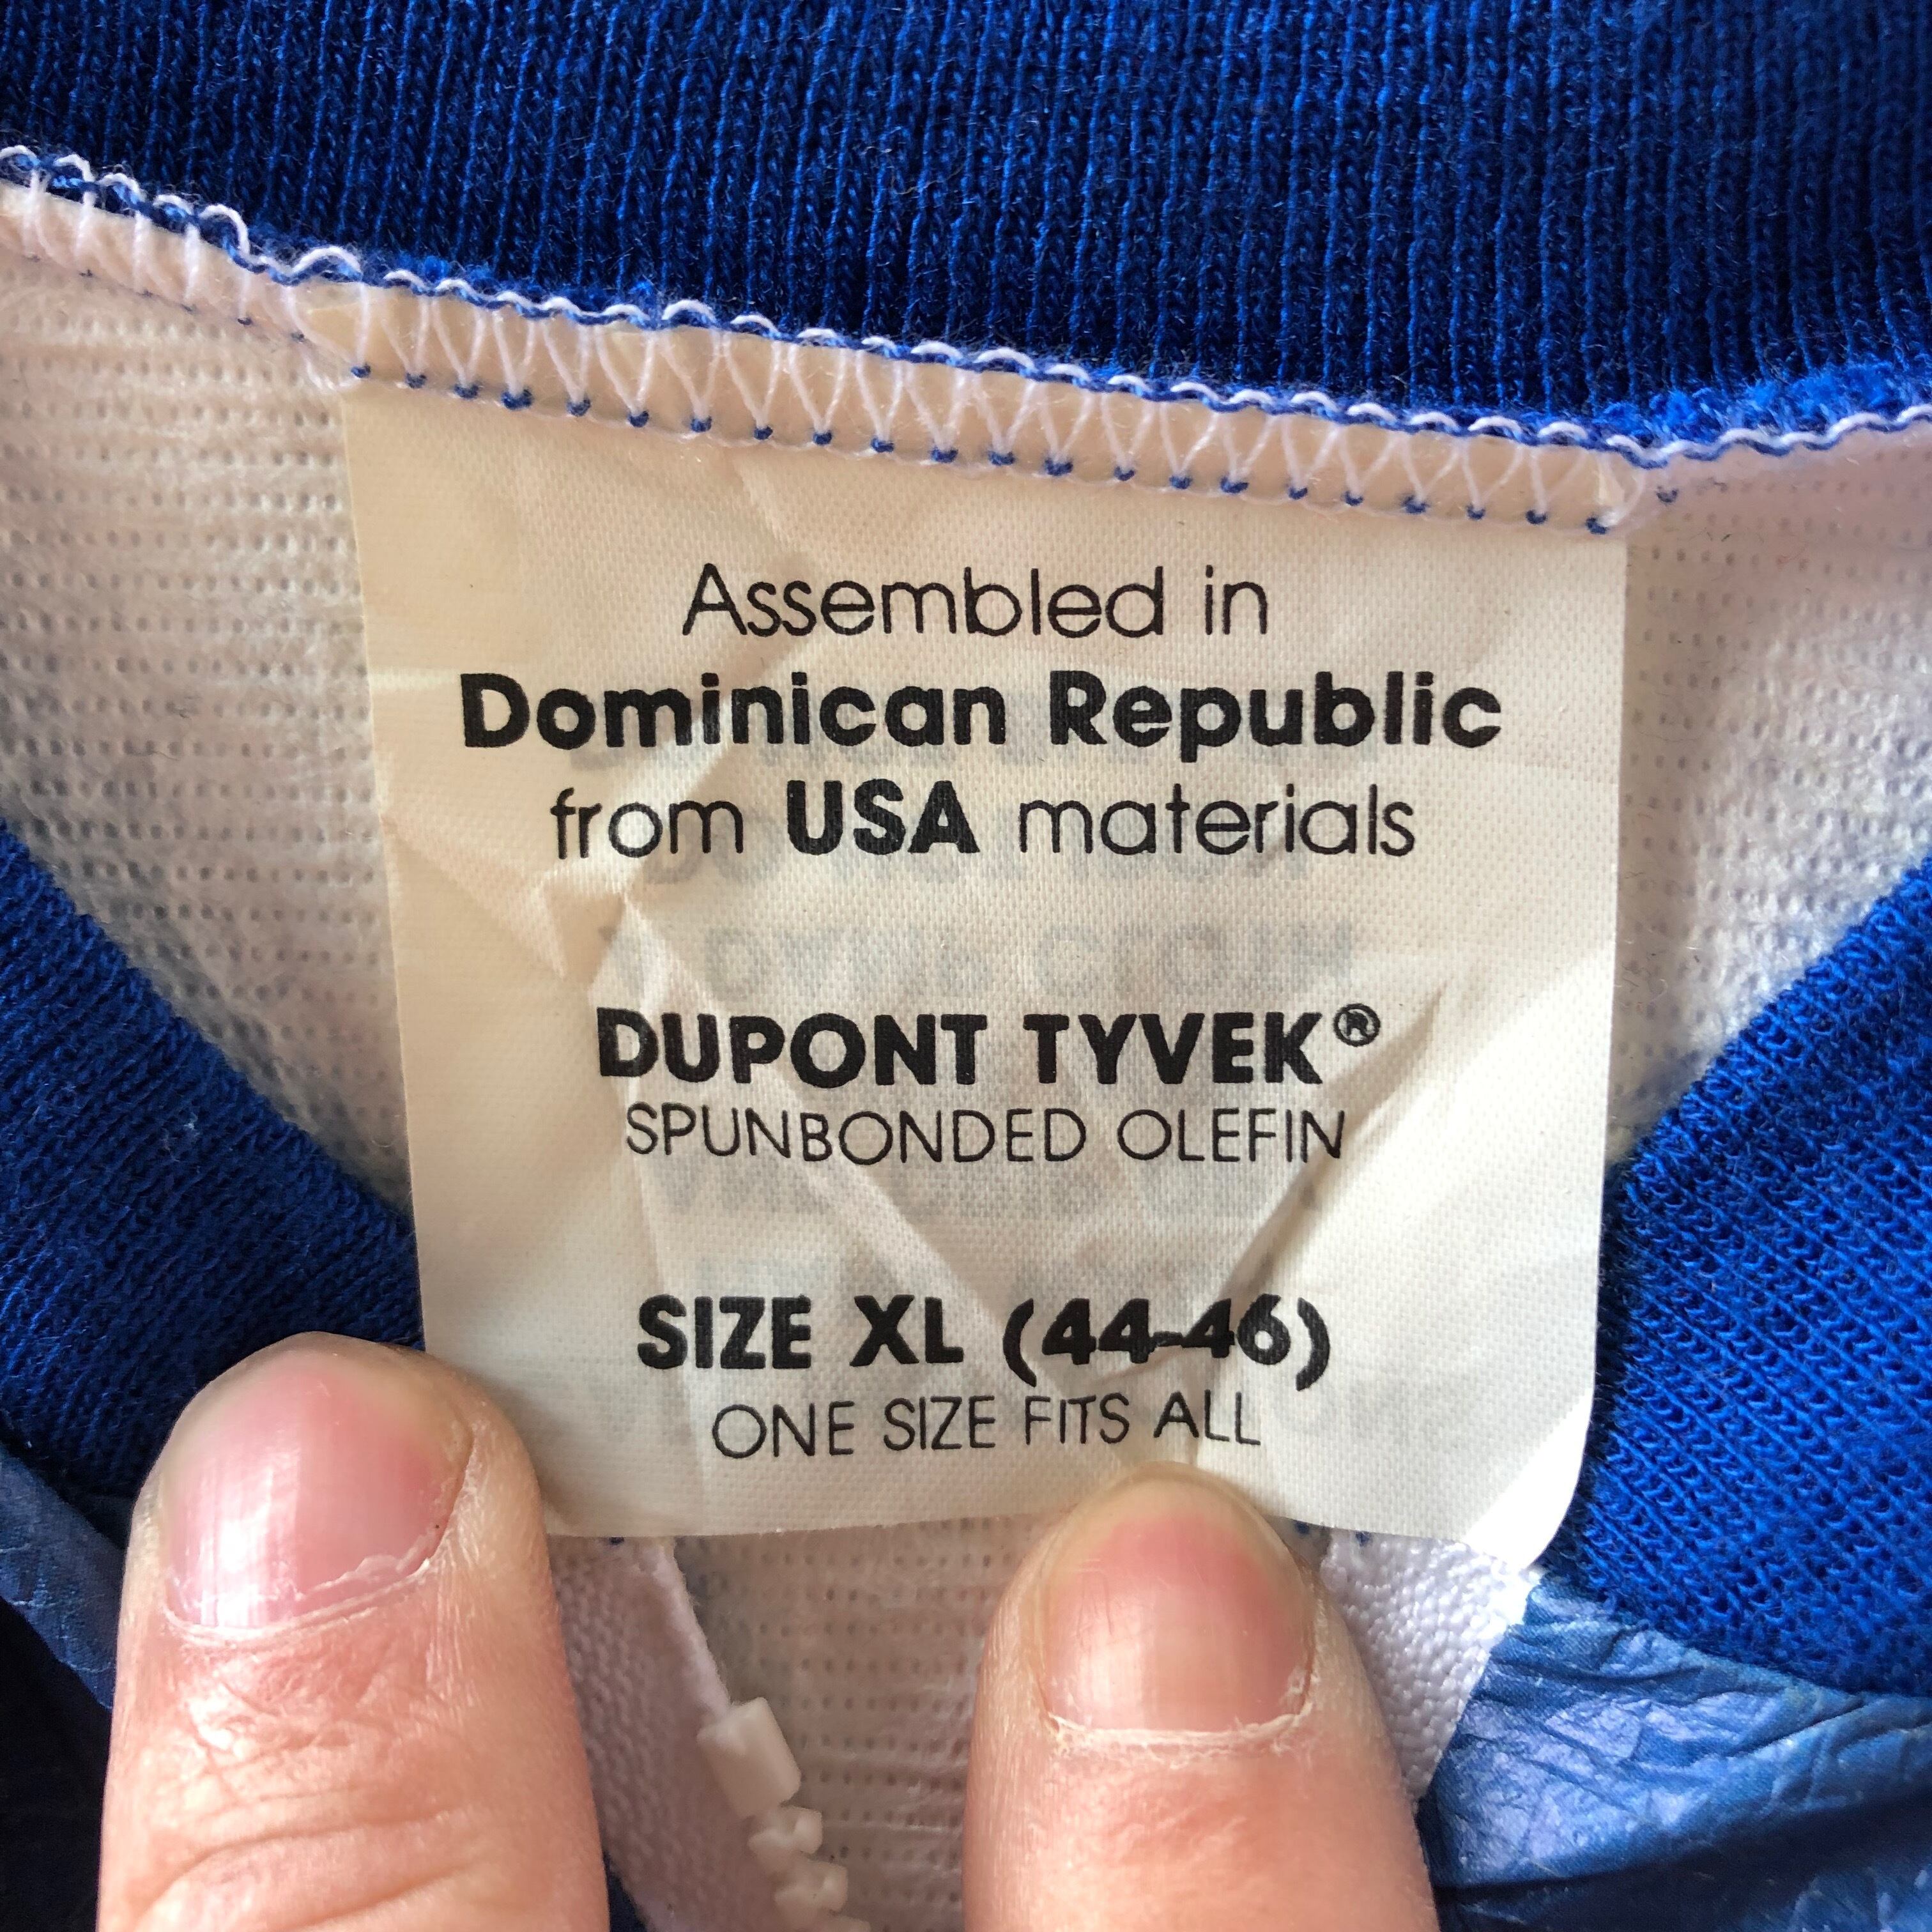 Assembled in
Dominican Republic
from USA materials
DUPONT TYVEK®
SPUNBONDED OLEFIN
SIZE XL (44-46)
ONE SIZE FITS ALL